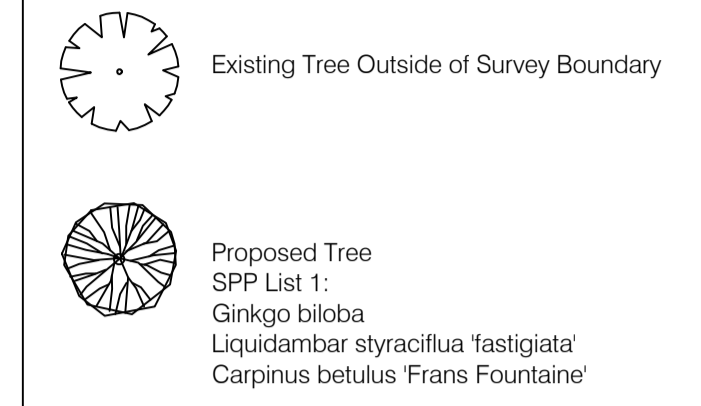 Existing Tree Outside of Survey Boundary
Proposed Tree
SPP List 1:
Ginkgo biloba
Liquidambar styraciflua 'fastigiata'
Carpinus betulus 'Frans Fountaine'